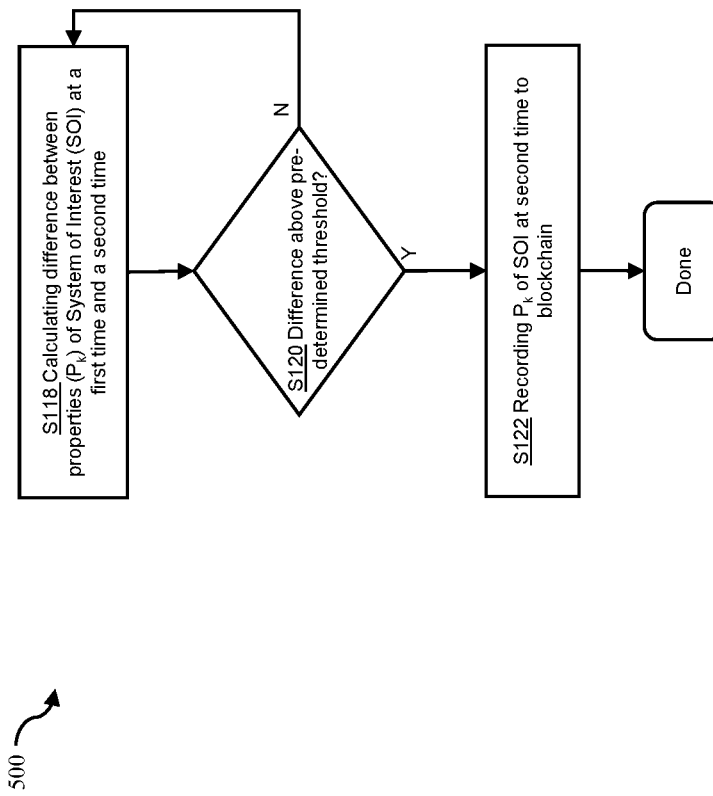 500
S118 Calculating difference between
properties (Pk) of System of Interest (SOI) at a
first time and a second time
N
S120 Difference above pre-
determined threshold?
Y
S122 Recording Pk of SOI at second time to
blockchain
Done